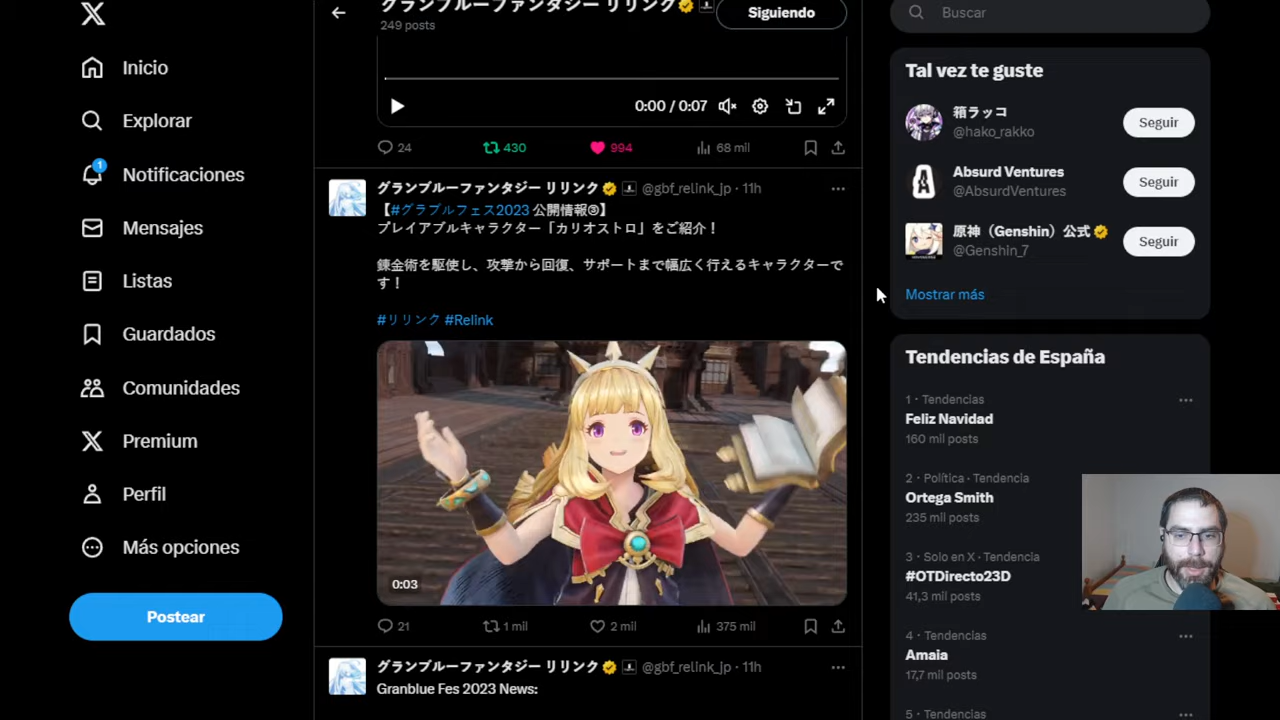 Inicio
Explorar
1
Notificaciones
Mensajes
Listas
Guardados
Comunidades
Premium
Perfil
Más opciones
Postear
グランブルーファンタジー リリンク
249 posts
Siguiendo
0:00 / 0:07
24
430
994
68 mil
グランブルーファンタジー リリンク @gbf_relink_jp · 11h
【#グラブルフェス2023 公開情報⑨】
プレイアブルキャラクター「カリオストロ」をご紹介！
錬金術を駆使し、攻撃から回復、サポートまで幅広く行えるキャラクターで
す！
#リリンク #Relink
0:03
21
1 mil
2 mil
375 mil
グランブルーファンタジー リリンク @gbf_relink_jp · 11h
Granblue Fes 2023 News:
Buscar
Tal vez te guste
箱ラッコ
@hako_rakko
Seguir
Absurd Ventures
@AbsurdVentures
Seguir
原神（Genshin）公式
@Genshin_7
Seguir
Mostrar más
Tendencias de España
1 · Tendencias
Feliz Navidad
160 mil posts
2 · Política · Tendencia
Ortega Smith
235 mil posts
3 · Solo en X · Tendencia
#OTDirecto23D
41,3 mil posts
4 · Tendencias
Amaia
17,7 mil posts
5 · Tendencias